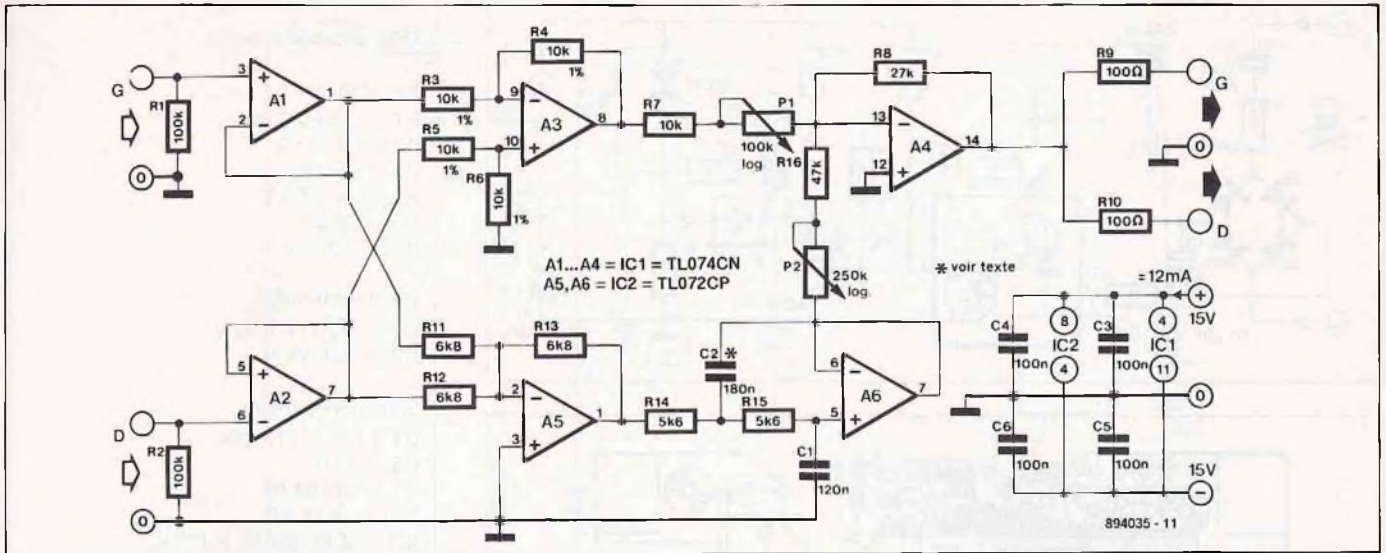 G
R1
100k
0
3
+
2
−
A1
1
R3
10k
1%
R5
10k
1%
R6
10k
1%
R4
10k
1%
9
−
10
+
A3
8
R7
10k
P1
100k
log.
R16
47k
R8
27k
13
−
12
+
A4
14
R9
100Ω
G
0
R10
100Ω
D
A1...A4 = IC1 = TL074CN
A5,A6 = IC2 = TL072CP
P2
250k
log.
* voir texte
D
R2
100k
0
5
+
6
−
A2
7
R11
6k8
R12
6k8
R13
6k8
2
−
3
+
A5
1
R14
5k6
C2 *
180n
R15
5k6
C1
120n
6
−
5
+
A6
7
=12mA
+
15V
C4
100n
8
IC2
4
C3
100n
4
IC1
11
0
C6
100n
C5
100n
15V
−
894035 - 11